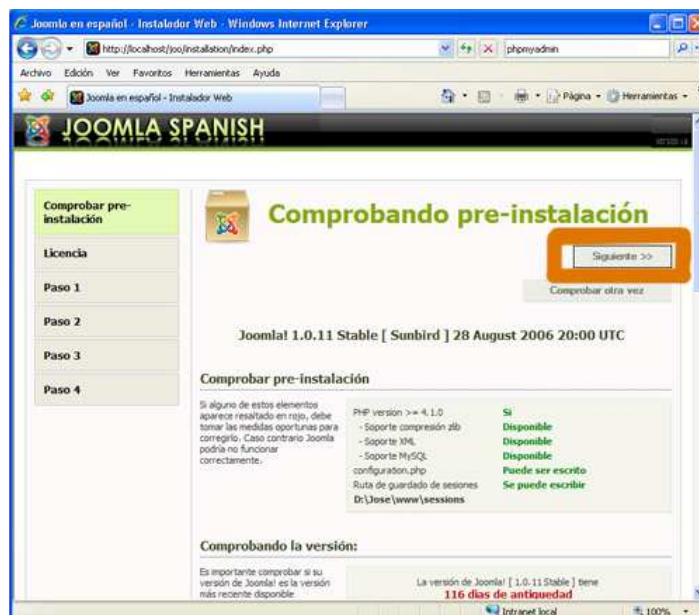 Joomla en español - Instalador Web - Windows Internet Explorer
http://localhost/joo/installation/index.php
phpmyadmin
Archivo Edición Ver Favoritos Herramientas Ayuda
Joomla en español - Instalador Web
Página
Herramientas
JOOMLA SPANISH
Comprobar pre-instalación
Licencia
Paso 1
Paso 2
Paso 3
Paso 4
Comprobando pre-instalación
Siguiente >>
Comprobar otra vez
Joomla! 1.0.11 Stable [ Sunbird ] 28 August 2006 20:00 UTC
Comprobar pre-instalación
Si alguno de estos elementos
aparece resaltado en rojo, debe
tomar las medidas oportunas para
corregirlo. Caso contrario Joomla
podría no funcionar
correctamente.
PHP version >= 4.1.0 Si
- Soporte compresión zlib Disponible
- Soporte XML Disponible
- Soporte MySQL Disponible
configuration.php Puede ser escrito
Ruta de guardado de sesiones Se puede escribir
D:\Jose\www\sessions
Comprobando la versión:
Es importante comprobar si su
versión de Joomla! es la versión
más reciente disponible
La versión de Joomla! [ 1.0.11 Stable ] tiene
116 dias de antiguedad
Intranet local
100%